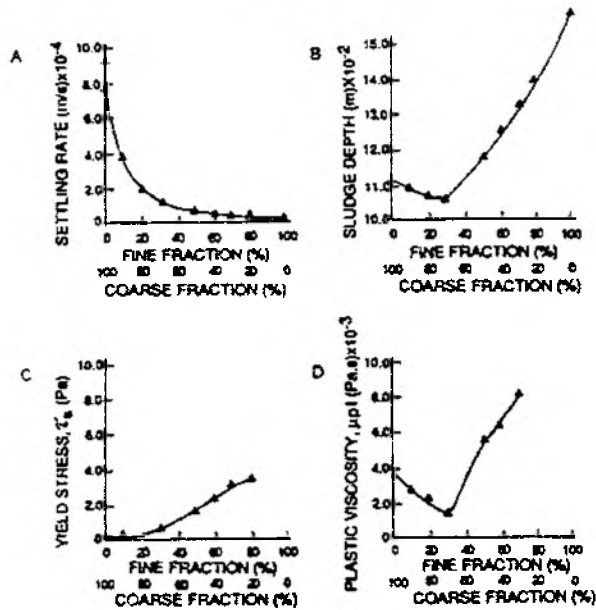 A
SETTLING RATE (m/s)x10⁻⁴
10.0
8.0
6.0
4.0
2.0
0
0 20 40 60 80 100
FINE FRACTION (%)
100 80 60 40 20 0
COARSE FRACTION (%)
B
SLUDGE DEPTH (m)X10⁻²
15.0
14.0
13.0
12.0
11.0
10.0
0 20 40 60 80 100
FINE FRACTION (%)
100 80 60 40 20 0
COARSE FRACTION (%)
C
YIELD STRESS, (Pa)
10.0
8.0
6.0
4.0
2.0
0
0 20 40 60 80 100
FINE FRACTION (%)
100 80 60 40 20 0
COARSE FRACTION (%)
D
PLASTIC VISCOSITY, μpl (Pa.s)x10⁻³
10.0
8.0
6.0
4.0
2.0
0
0 20 40 60 80 100
FINE FRACTION (%)
100 80 60 40 20 0
COARSE FRACTION (%)